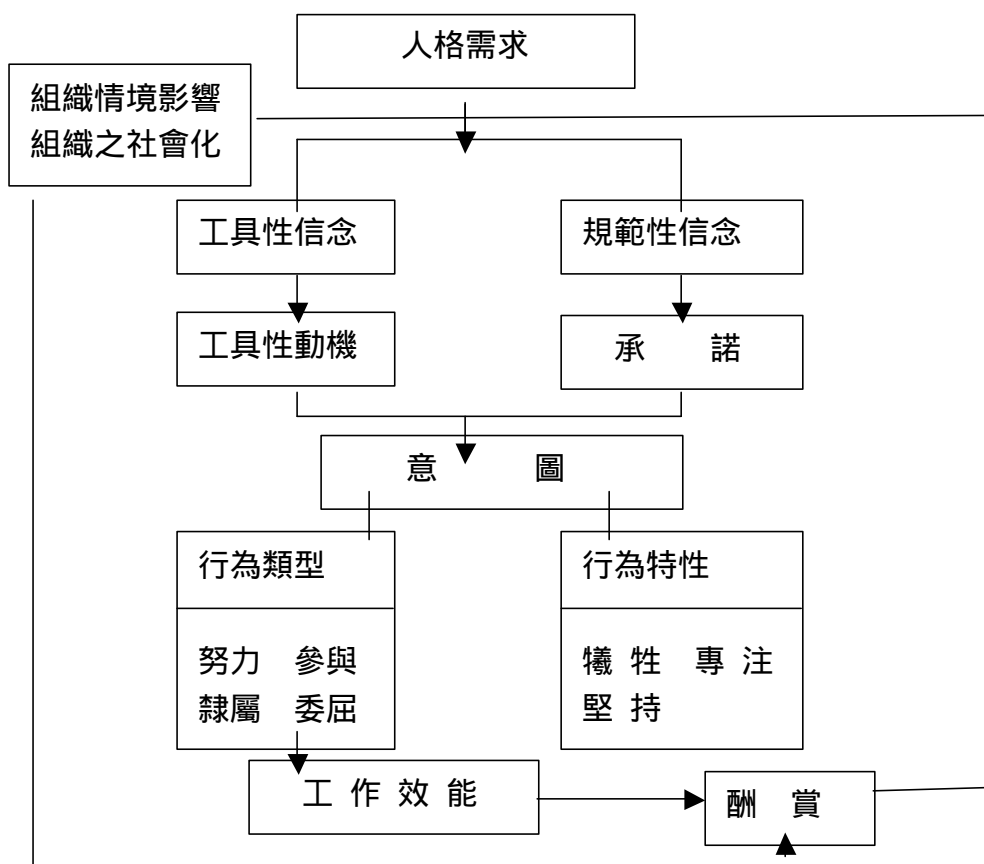 人格需求
組織情境影響
組織之社會化
工具性信念
規範性信念
工具性動機
承 諾
意 圖
行為類型
行為特性
努力 參與
隸屬 委屈
犧 牲 專 注
堅 持
工 作 效 能
酬 賞